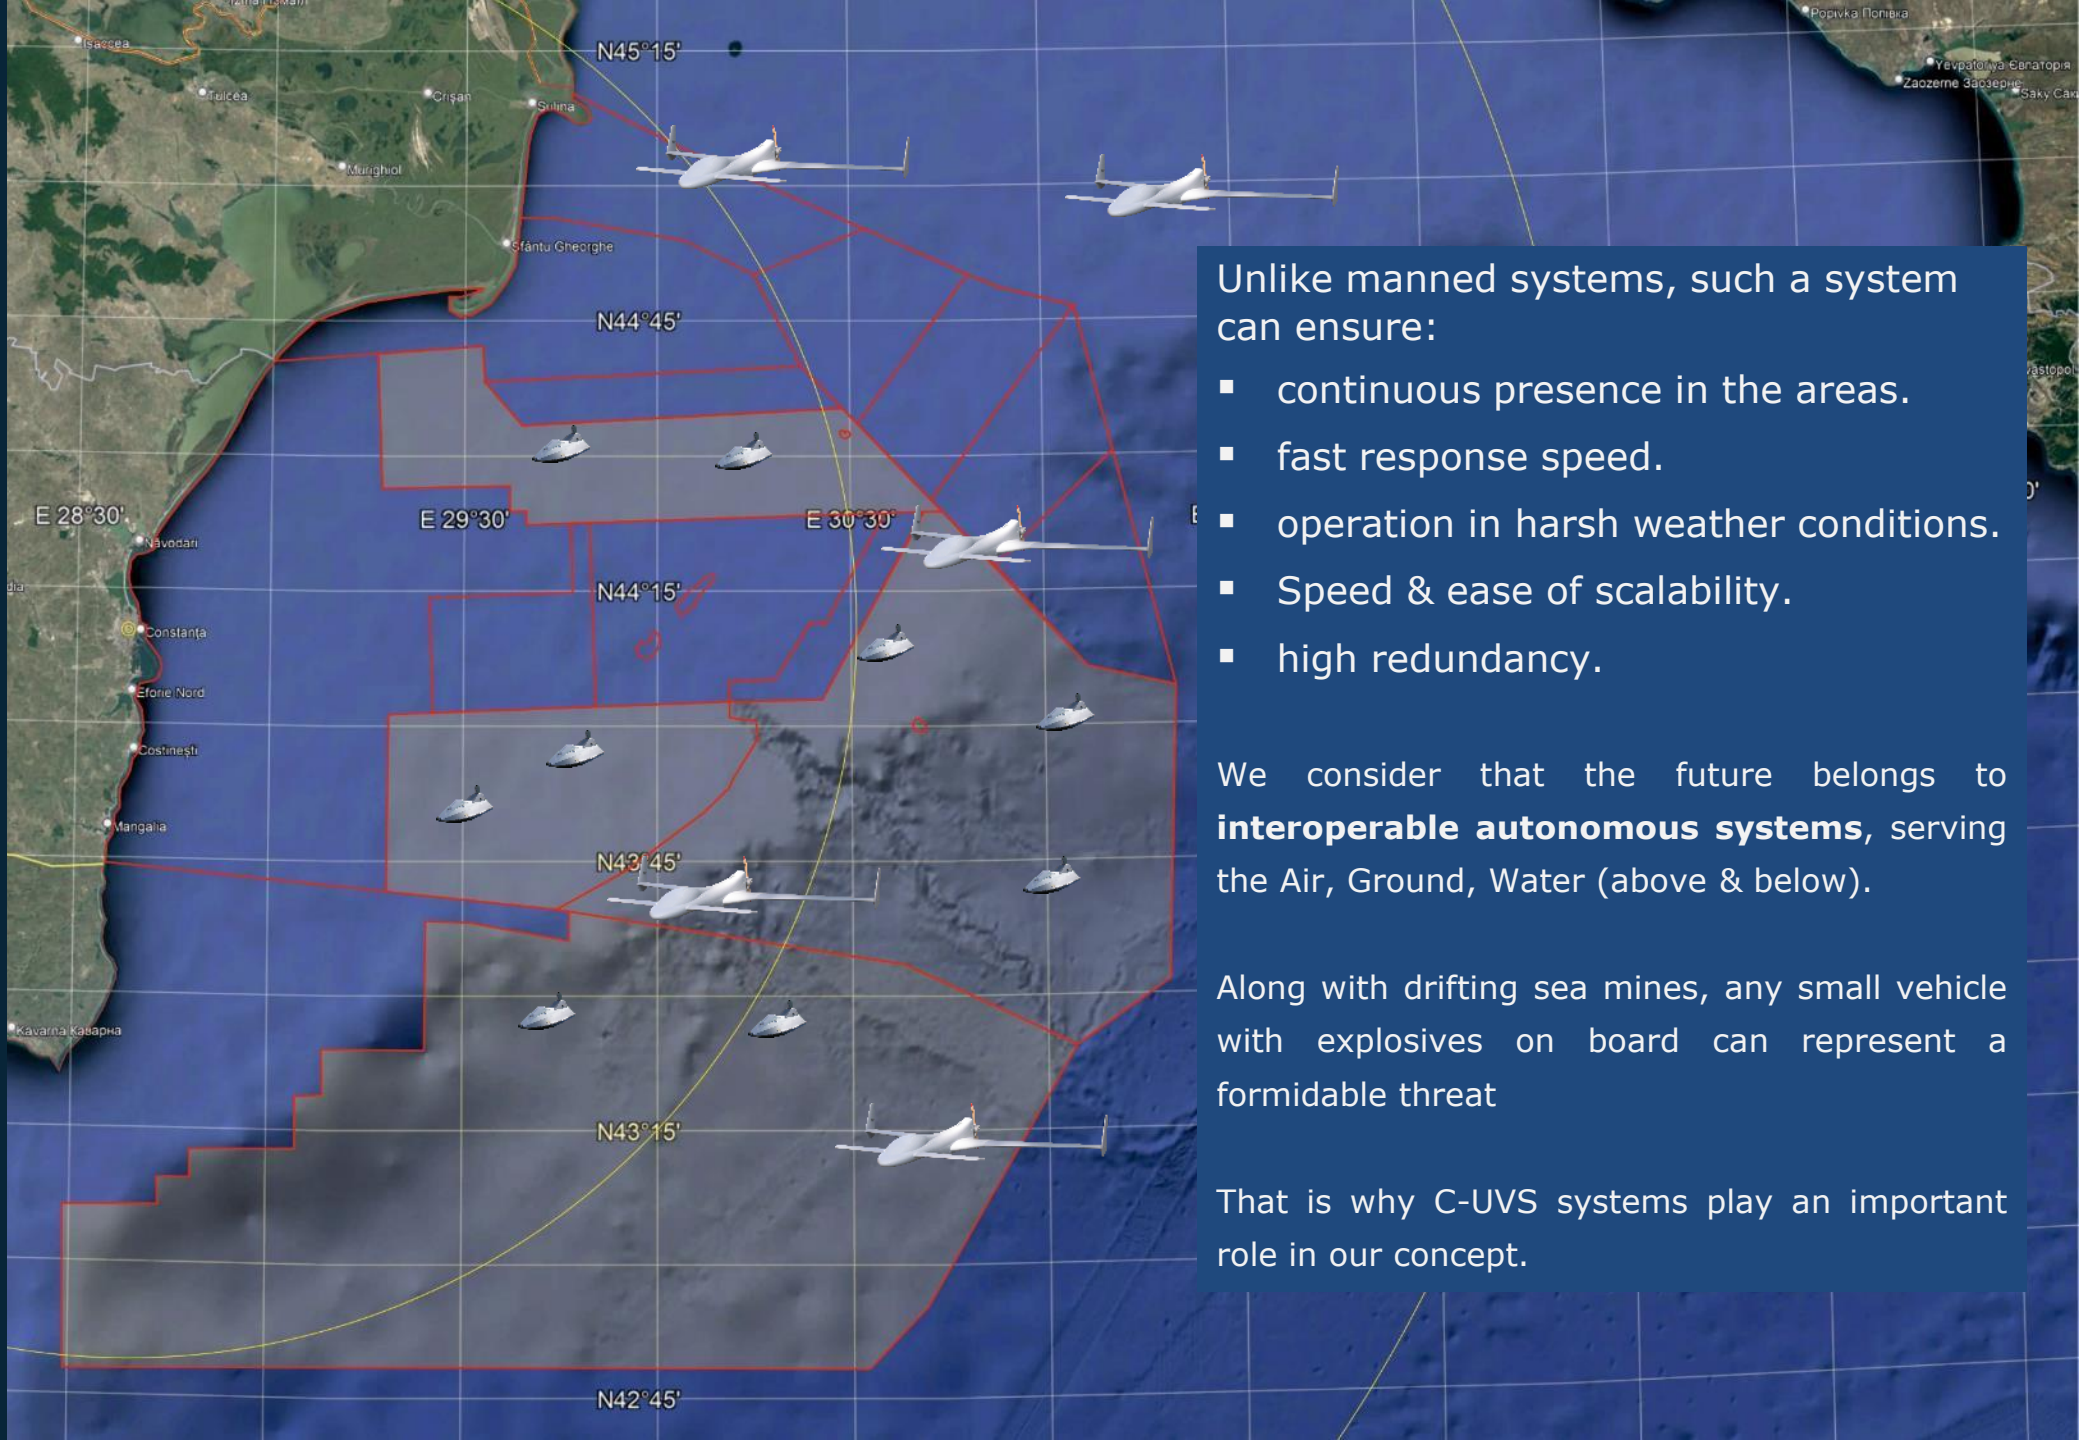 Isaccea
Popivka Попівка
Yevpatoriya Євпаторія
Zaozerne Заозерне
N45°15'
Tulcea
Crișan
Sulina
Murighiol
Sfântu Gheorghe
N44°45'
E 28°30'
E 29°30'
E 30°30'
Năvodari
N44°15'
Constanța
Eforie Nord
Costinești
Mangalia
N43°45'
Kavarna Каварна
N43°15'
N42°45'
Unlike manned systems, such a system
can ensure:
▪ continuous presence in the areas.
▪ fast response speed.
▪ operation in harsh weather conditions.
▪ Speed & ease of scalability.
▪ high redundancy.
We consider that the future belongs to
interoperable autonomous systems, serving
the Air, Ground, Water (above & below).
Along with drifting sea mines, any small vehicle
with explosives on board can represent a
formidable threat
That is why C-UVS systems play an important
role in our concept.